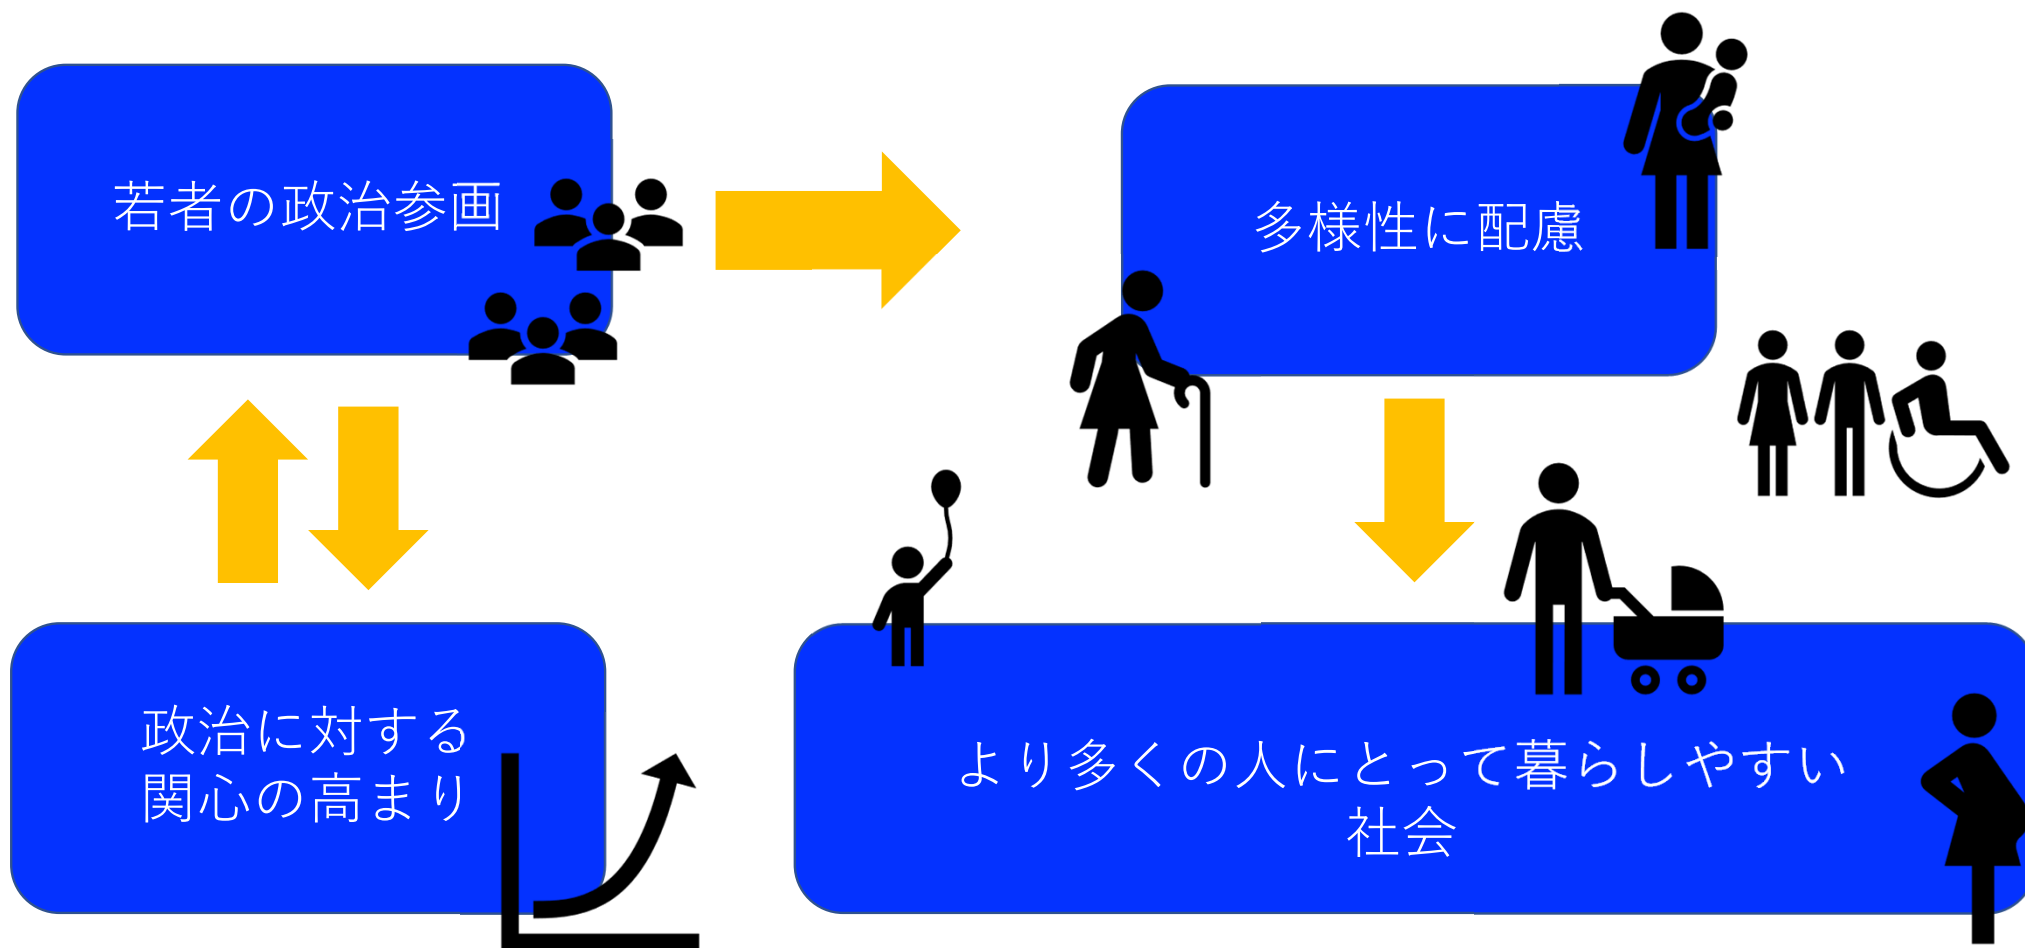 若者の政治参画
多様性に配慮
政治に対する
関心の高まり
より多くの人にとって暮らしやすい
社会